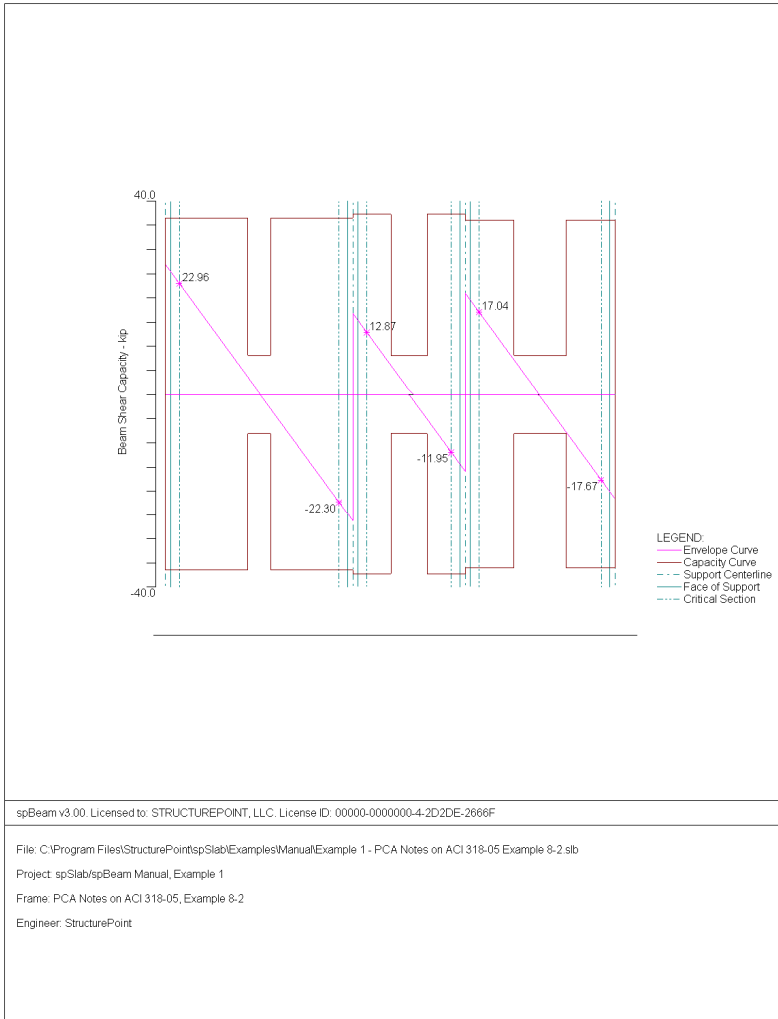 40.0
22.96
12.87
17.04
Beam Shear Capacity - kip
-11.95
-17.67
-22.30
-40.0
LEGEND:
Envelope Curve
Capacity Curve
Support Centerline
Face of Support
Critical Section
spBeam v3.00. Licensed to: STRUCTUREPOINT, LLC. License ID: 00000-0000000-4-2D2DE-2666F
File: C:\Program Files\StructurePoint\spSlab\Examples\Manual\Example 1 - PCA Notes on ACI 318-05 Example 8-2.slb
Project: spSlab/spBeam Manual, Example 1
Frame: PCA Notes on ACI 318-05, Example 8-2
Engineer: StructurePoint